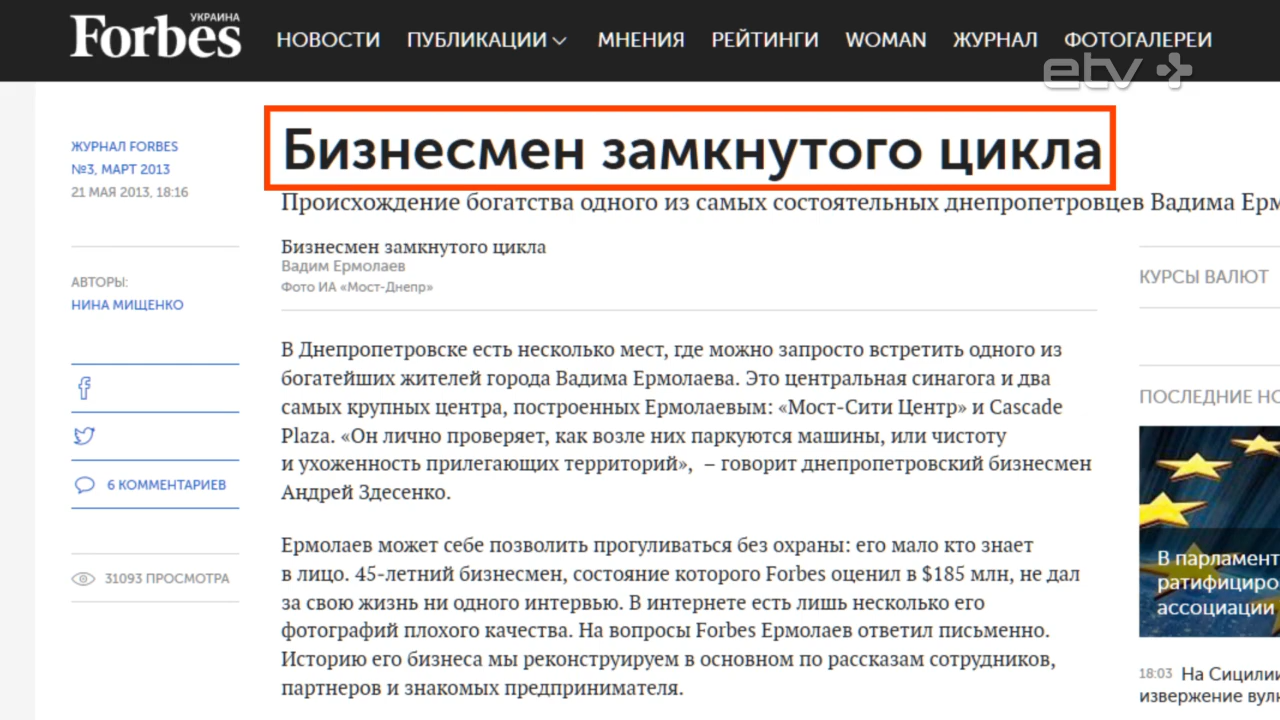 УКРАИНА
Forbes
НОВОСТИ ПУБЛИКАЦИИ МНЕНИЯ РЕЙТИНГИ WOMAN ЖУРНАЛ ФОТОГАЛЕРЕИ
etv+
ЖУРНАЛ FORBES
№3, МАРТ 2013
21 МАЯ 2013, 18:16
АВТОРЫ:
НИНА МИЩЕНКО
6 КОММЕНТАРИЕВ
31093 ПРОСМОТРА
Бизнесмен замкнутого цикла
Происхождение богатства одного из самых состоятельных днепропетровцев Вадима Ерм
Бизнесмен замкнутого цикла
Вадим Ермолаев
Фото ИА «Мост-Днепр»
В Днепропетровске есть несколько мест, где можно запросто встретить одного из
богатейших жителей города Вадима Ермолаева. Это центральная синагога и два
самых крупных центра, построенных Ермолаевым: «Мост-Сити Центр» и Cascade
Plaza. «Он лично проверяет, как возле них паркуются машины, или чистоту
и ухоженность прилегающих территорий», – говорит днепропетровский бизнесмен
Андрей Здесенко.
Ермолаев может себе позволить прогуливаться без охраны: его мало кто знает
в лицо. 45-летний бизнесмен, состояние которого Forbes оценил в $185 млн, не дал
за свою жизнь ни одного интервью. В интернете есть лишь несколько его
фотографий плохого качества. На вопросы Forbes Ермолаев ответил письменно.
Историю его бизнеса мы реконструируем в основном по рассказам сотрудников,
партнеров и знакомых предпринимателя.
КУРСЫ ВАЛЮТ
ПОСЛЕДНИЕ НО
В парламент
ратифициро
ассоциации
18:03 На Сицилии
извержение вулк